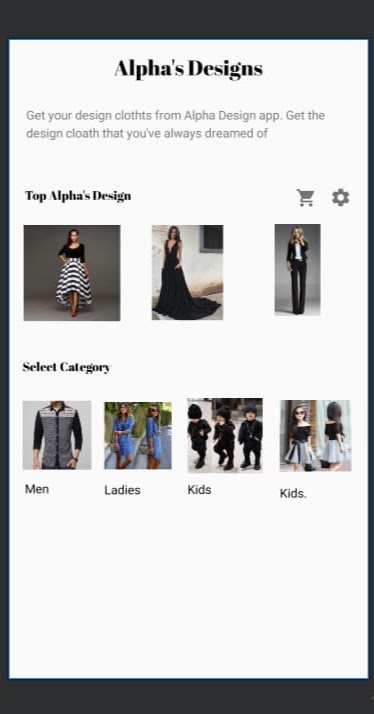 Alpha's Designs
Get your design clothts from Alpha Design app. Get the
design cloath that you've always dreamed of
Top Alpha's Design
Select Category
Men
Ladies
Kids
Kids.